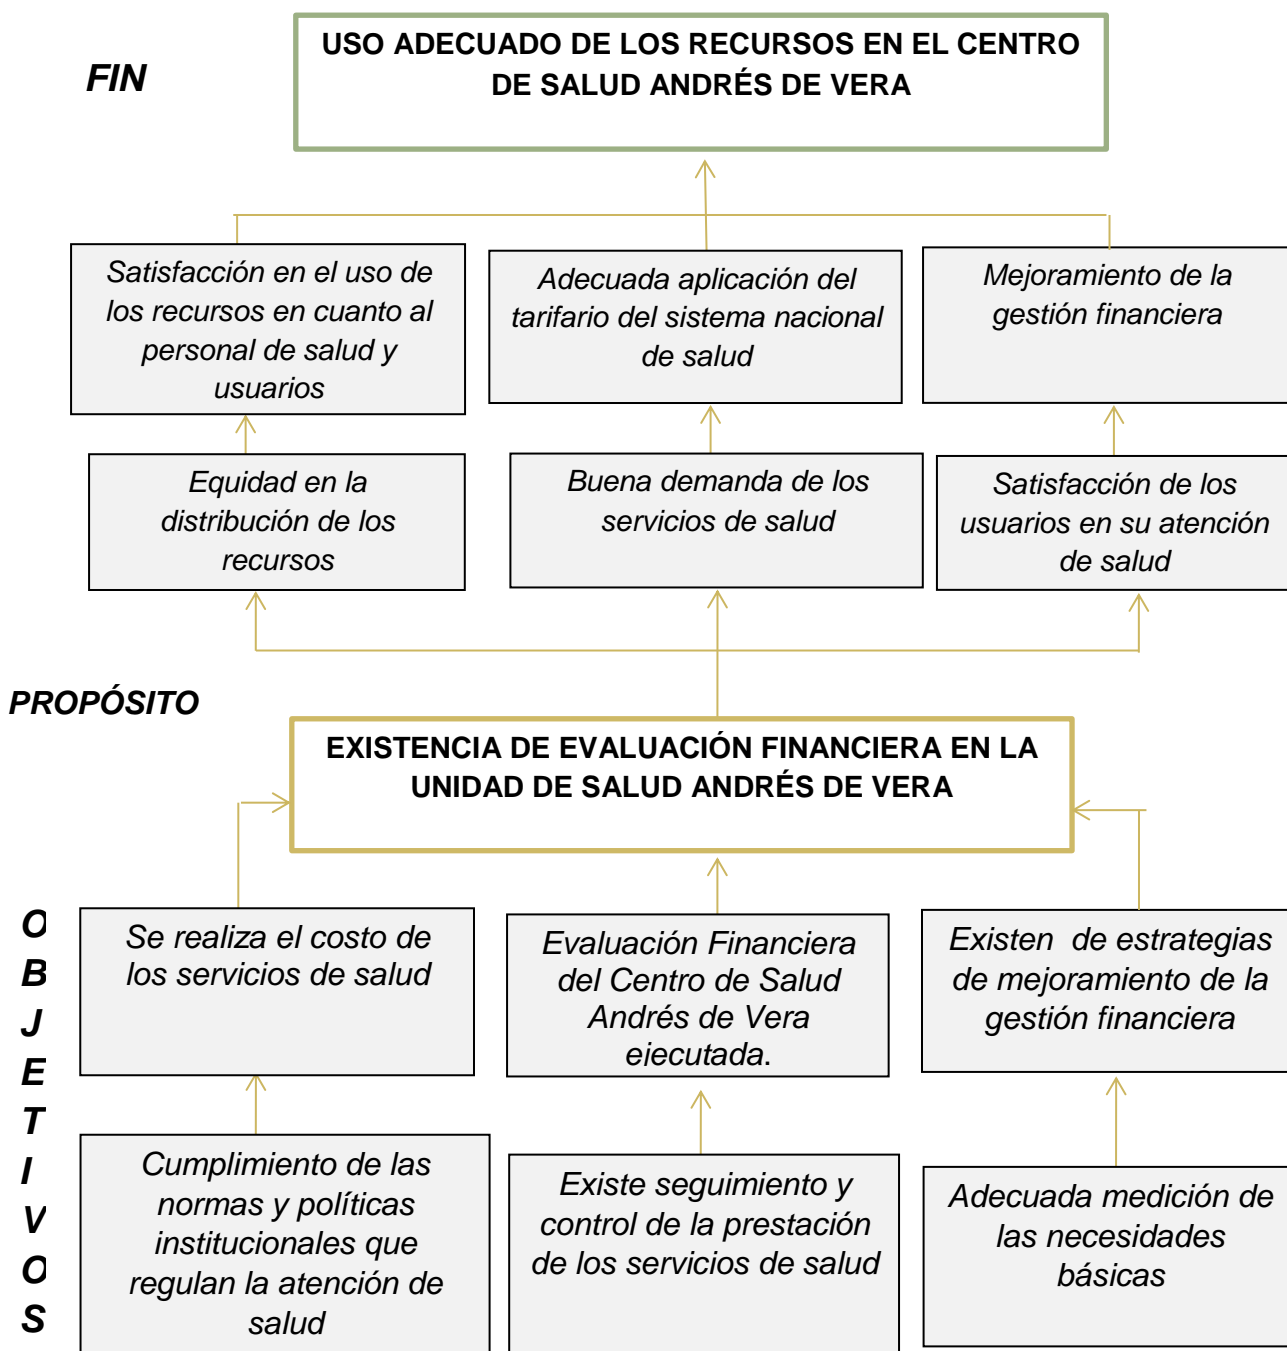 FIN
USO ADECUADO DE LOS RECURSOS EN EL CENTRO
DE SALUD ANDRÉS DE VERA
Satisfacción en el uso de
los recursos en cuanto al
personal de salud y
usuarios
Adecuada aplicación del
tarifario del sistema nacional
de salud
Mejoramiento de la
gestión financiera
Equidad en la
distribución de los
recursos
Buena demanda de los
servicios de salud
Satisfacción de los
usuarios en su atención
de salud
PROPÓSITO
EXISTENCIA DE EVALUACIÓN FINANCIERA EN LA
UNIDAD DE SALUD ANDRÉS DE VERA
O
B
J
E
T
I
V
O
S
Se realiza el costo de
los servicios de salud
Evaluación Financiera
del Centro de Salud
Andrés de Vera
ejecutada.
Existen de estrategias
de mejoramiento de la
gestión financiera
Cumplimiento de las
normas y políticas
institucionales que
regulan la atención de
salud
Existe seguimiento y
control de la prestación
de los servicios de salud
Adecuada medición de
las necesidades
básicas